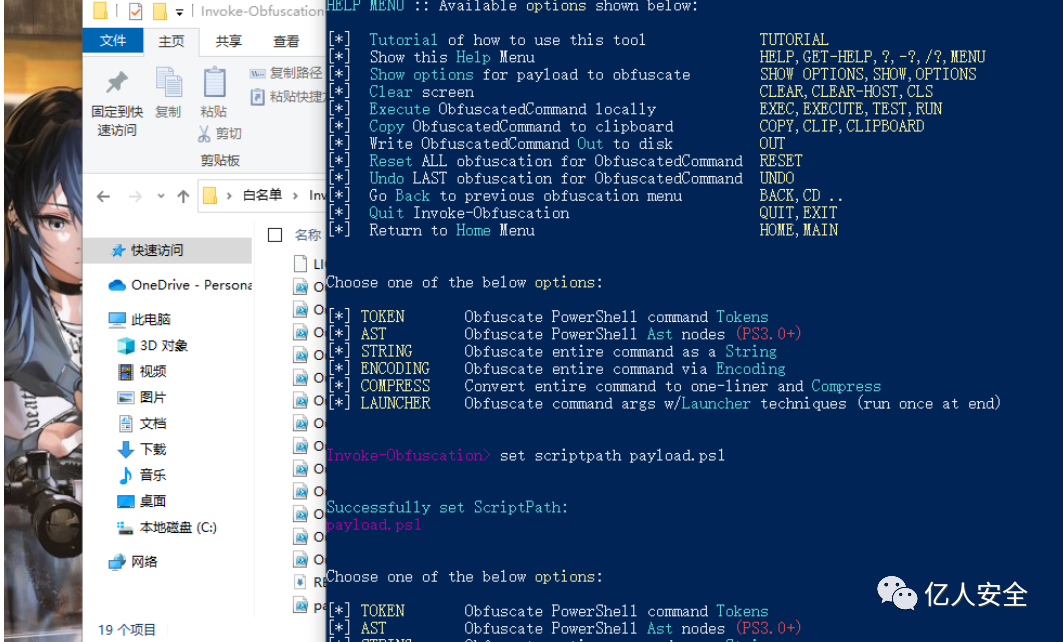 Invoke-Obfuscation
文件 主页 共享 查看
固定到快速访问
复制
粘贴
复制路径
粘贴快捷
剪切
剪贴板
白名单
名称
快速访问
OneDrive - Persona
此电脑
3D 对象
视频
图片
文档
下载
音乐
桌面
本地磁盘 (C:)
网络
19 个项目
HELP MENU :: Available options shown below:
[*] Tutorial of how to use this tool TUTORIAL
[*] Show this Help Menu HELP,GET-HELP,?,-?,/?,MENU
[*] Show options for payload to obfuscate SHOW OPTIONS,SHOW,OPTIONS
[*] Clear screen CLEAR,CLEAR-HOST,CLS
[*] Execute ObfuscatedCommand locally EXEC,EXECUTE,TEST,RUN
[*] Copy ObfuscatedCommand to clipboard COPY,CLIP,CLIPBOARD
[*] Write ObfuscatedCommand Out to disk OUT
[*] Reset ALL obfuscation for ObfuscatedCommand RESET
[*] Undo LAST obfuscation for ObfuscatedCommand UNDO
[*] Go Back to previous obfuscation menu BACK,CD ..
[*] Quit Invoke-Obfuscation QUIT,EXIT
[*] Return to Home Menu HOME,MAIN
Choose one of the below options:
[*] TOKEN Obfuscate PowerShell command Tokens
[*] AST Obfuscate PowerShell Ast nodes (PS3.0+)
[*] STRING Obfuscate entire command as a String
[*] ENCODING Obfuscate entire command via Encoding
[*] COMPRESS Convert entire command to one-liner and Compress
[*] LAUNCHER Obfuscate command args w/Launcher techniques (run once at end)
Invoke-Obfuscation> set scriptpath payload.ps1
Successfully set ScriptPath:
payload.ps1
Choose one of the below options:
[*] TOKEN Obfuscate PowerShell command Tokens
[*] AST Obfuscate PowerShell Ast nodes (PS3.0+)
亿人安全